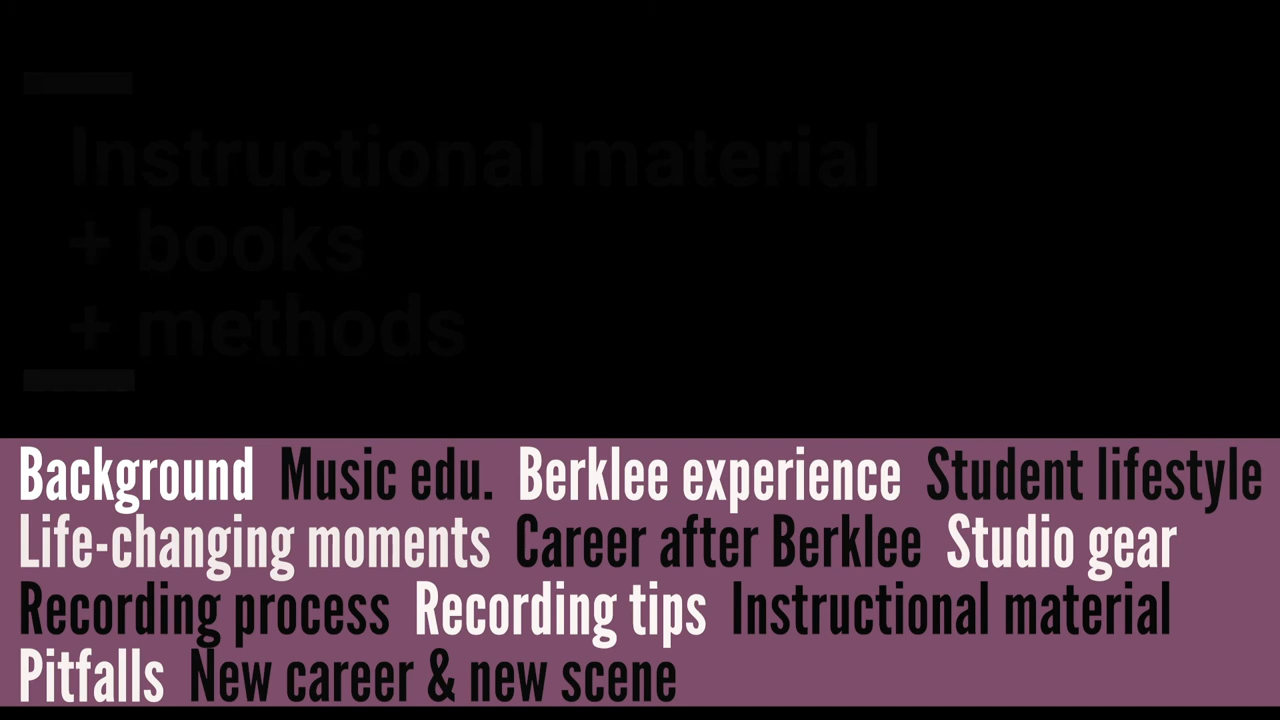 Instructional material
+ books
+ methods
Background Music edu. Berklee experience Student lifestyle
Life-changing moments Career after Berklee Studio gear
Recording process Recording tips Instructional material
Pitfalls New career & new scene